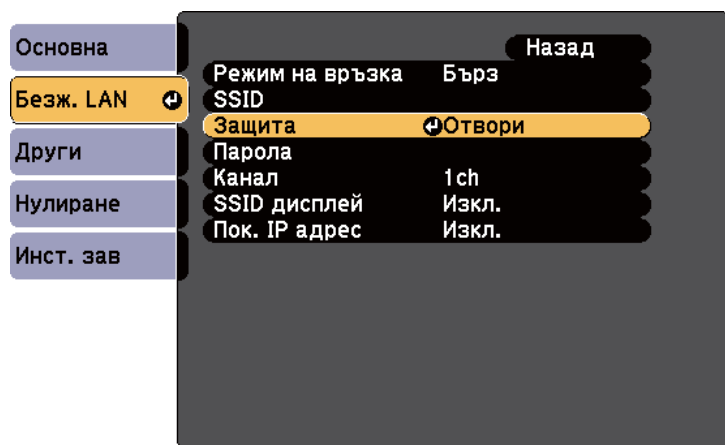 Основна
Безж. LAN
Други
Нулиране
Инст. зав
Назад
Режим на връзка Бърз
SSID
Защита Отвори
Парола
Канал 1ch
SSID дисплей Изкл.
Пок. IP адрес Изкл.